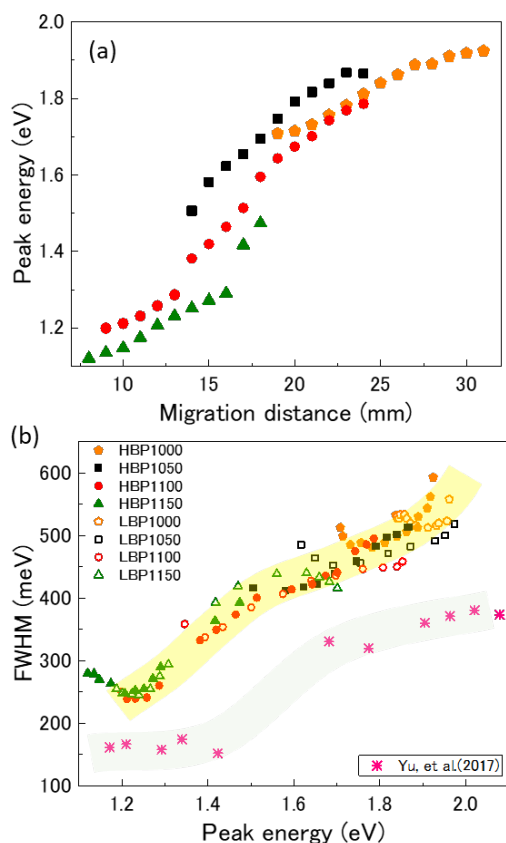 (a)
2.0
1.8
1.6
1.4
1.2
Peak energy (eV)
10 15 20 25 30
Migration distance (mm)
(b)
HBP1000
HBP1050
HBP1100
HBP1150
LBP1000
LBP1050
LBP1100
LBP1150
600
500
400
300
200
100
FWHM (meV)
Yu, et al.(2017)
1.2 1.4 1.6 1.8 2.0
Peak energy (eV)